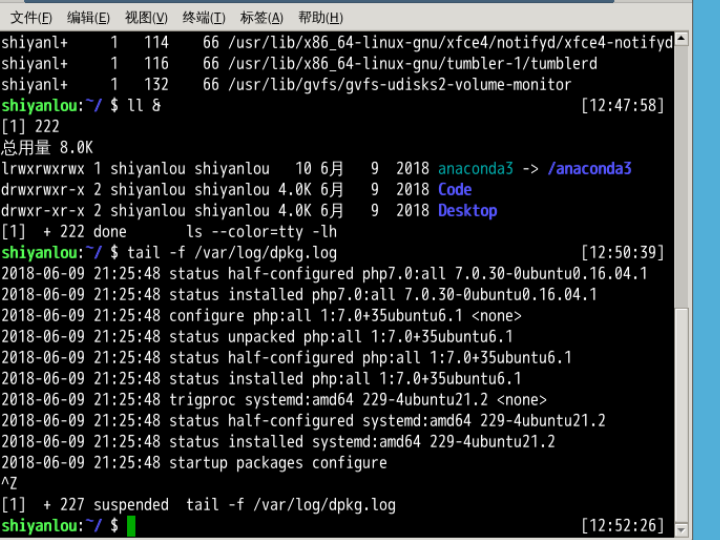 文件(F) 编辑(E) 视图(V) 终端(T) 标签(A) 帮助(H)
shiyanl+     1   114    66 /usr/lib/x86_64-linux-gnu/xfce4/notifyd/xfce4-notifyd
shiyanl+     1   116    66 /usr/lib/x86_64-linux-gnu/tumbler-1/tumblerd
shiyanl+     1   132    66 /usr/lib/gvfs/gvfs-udisks2-volume-monitor
shiyanlou:~/ $ ll & [12:47:58]
[1] 222
总用量 8.0K
lrwxrwxrwx 1 shiyanlou shiyanlou   10 6月   9  2018 anaconda3 -> /anaconda3
drwxrwxr-x 2 shiyanlou shiyanlou 4.0K 6月   9  2018 Code
drwxr-xr-x 2 shiyanlou shiyanlou 4.0K 6月   9  2018 Desktop
[1]  + 222 done       ls --color=tty -lh
shiyanlou:~/ $ tail -f /var/log/dpkg.log [12:50:39]
2018-06-09 21:25:48 status half-configured php7.0:all 7.0.30-0ubuntu0.16.04.1
2018-06-09 21:25:48 status installed php7.0:all 7.0.30-0ubuntu0.16.04.1
2018-06-09 21:25:48 configure php:all 1:7.0+35ubuntu6.1 <none>
2018-06-09 21:25:48 status unpacked php:all 1:7.0+35ubuntu6.1
2018-06-09 21:25:48 status half-configured php:all 1:7.0+35ubuntu6.1
2018-06-09 21:25:48 status installed php:all 1:7.0+35ubuntu6.1
2018-06-09 21:25:48 trigproc systemd:amd64 229-4ubuntu21.2 <none>
2018-06-09 21:25:48 status half-configured systemd:amd64 229-4ubuntu21.2
2018-06-09 21:25:48 status installed systemd:amd64 229-4ubuntu21.2
2018-06-09 21:25:48 startup packages configure
^Z
[1]  + 227 suspended  tail -f /var/log/dpkg.log
shiyanlou:~/ $ [12:52:26]